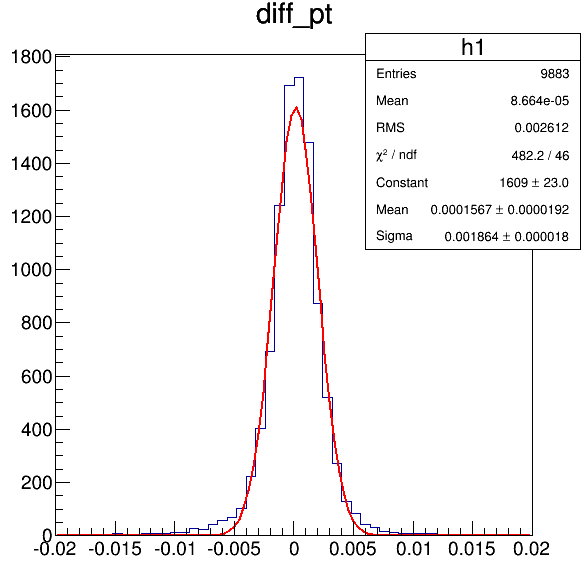 diff_pt
h1
Entries 9883
Mean 8.664e-05
RMS 0.002612
χ² / ndf 482.2 / 46
Constant 1609 ± 23.0
Mean 0.0001567 ± 0.0000192
Sigma 0.001864 ± 0.000018
1800
1600
1400
1200
1000
800
600
400
200
0
-0.02 -0.015 -0.01 -0.005 0 0.005 0.01 0.015 0.02